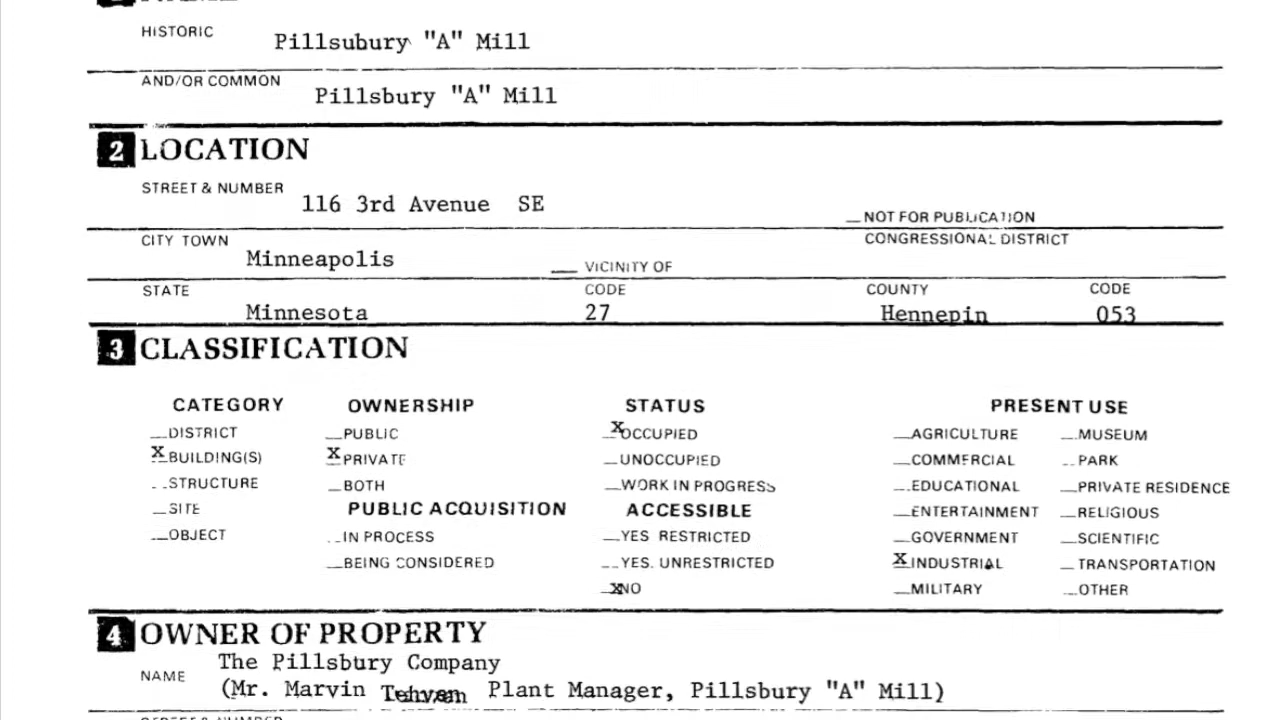 HISTORIC Pillsubury "A" Mill
AND/OR COMMON Pillsbury "A" Mill
2 LOCATION
STREET & NUMBER 116 3rd Avenue SE
__NOT FOR PUBLICATION
CITY TOWN Minneapolis __ VICINITY OF CONGRESSIONAL DISTRICT
STATE Minnesota CODE 27 COUNTY Hennepin CODE 053
3 CLASSIFICATION
CATEGORY OWNERSHIP STATUS PRESENT USE
__DISTRICT __PUBLIC X OCCUPIED __AGRICULTURE __MUSEUM
X BUILDING(S) X PRIVATE __UNOCCUPIED __COMMERCIAL __PARK
__STRUCTURE __BOTH __WORK IN PROGRESS __EDUCATIONAL __PRIVATE RESIDENCE
__SITE PUBLIC ACQUISITION ACCESSIBLE __ENTERTAINMENT __RELIGIOUS
__OBJECT __IN PROCESS __YES RESTRICTED __GOVERNMENT __SCIENTIFIC
__BEING CONSIDERED __YES. UNRESTRICTED X INDUSTRIAL __TRANSPORTATION
X NO __MILITARY __OTHER
4 OWNER OF PROPERTY
NAME The Pillsbury Company
(Mr. Marvin Plant Manager, Pillsbury "A" Mill)